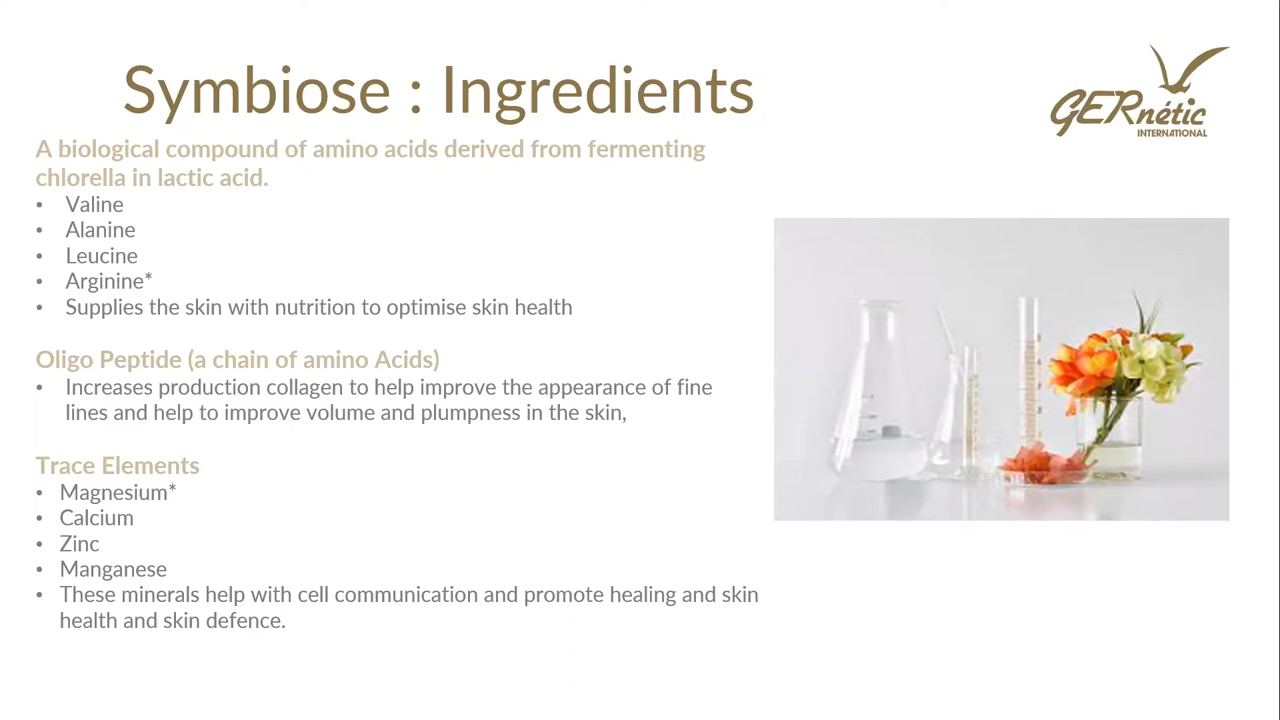 Symbiose : Ingredients
GERnétic
INTERNATIONAL
A biological compound of amino acids derived from fermenting
chlorella in lactic acid.
• Valine
• Alanine
• Leucine
• Arginine*
• Supplies the skin with nutrition to optimise skin health
Oligo Peptide (a chain of amino Acids)
• Increases production collagen to help improve the appearance of fine
lines and help to improve volume and plumpness in the skin,
Trace Elements
• Magnesium*
• Calcium
• Zinc
• Manganese
• These minerals help with cell communication and promote healing and skin
health and skin defence.